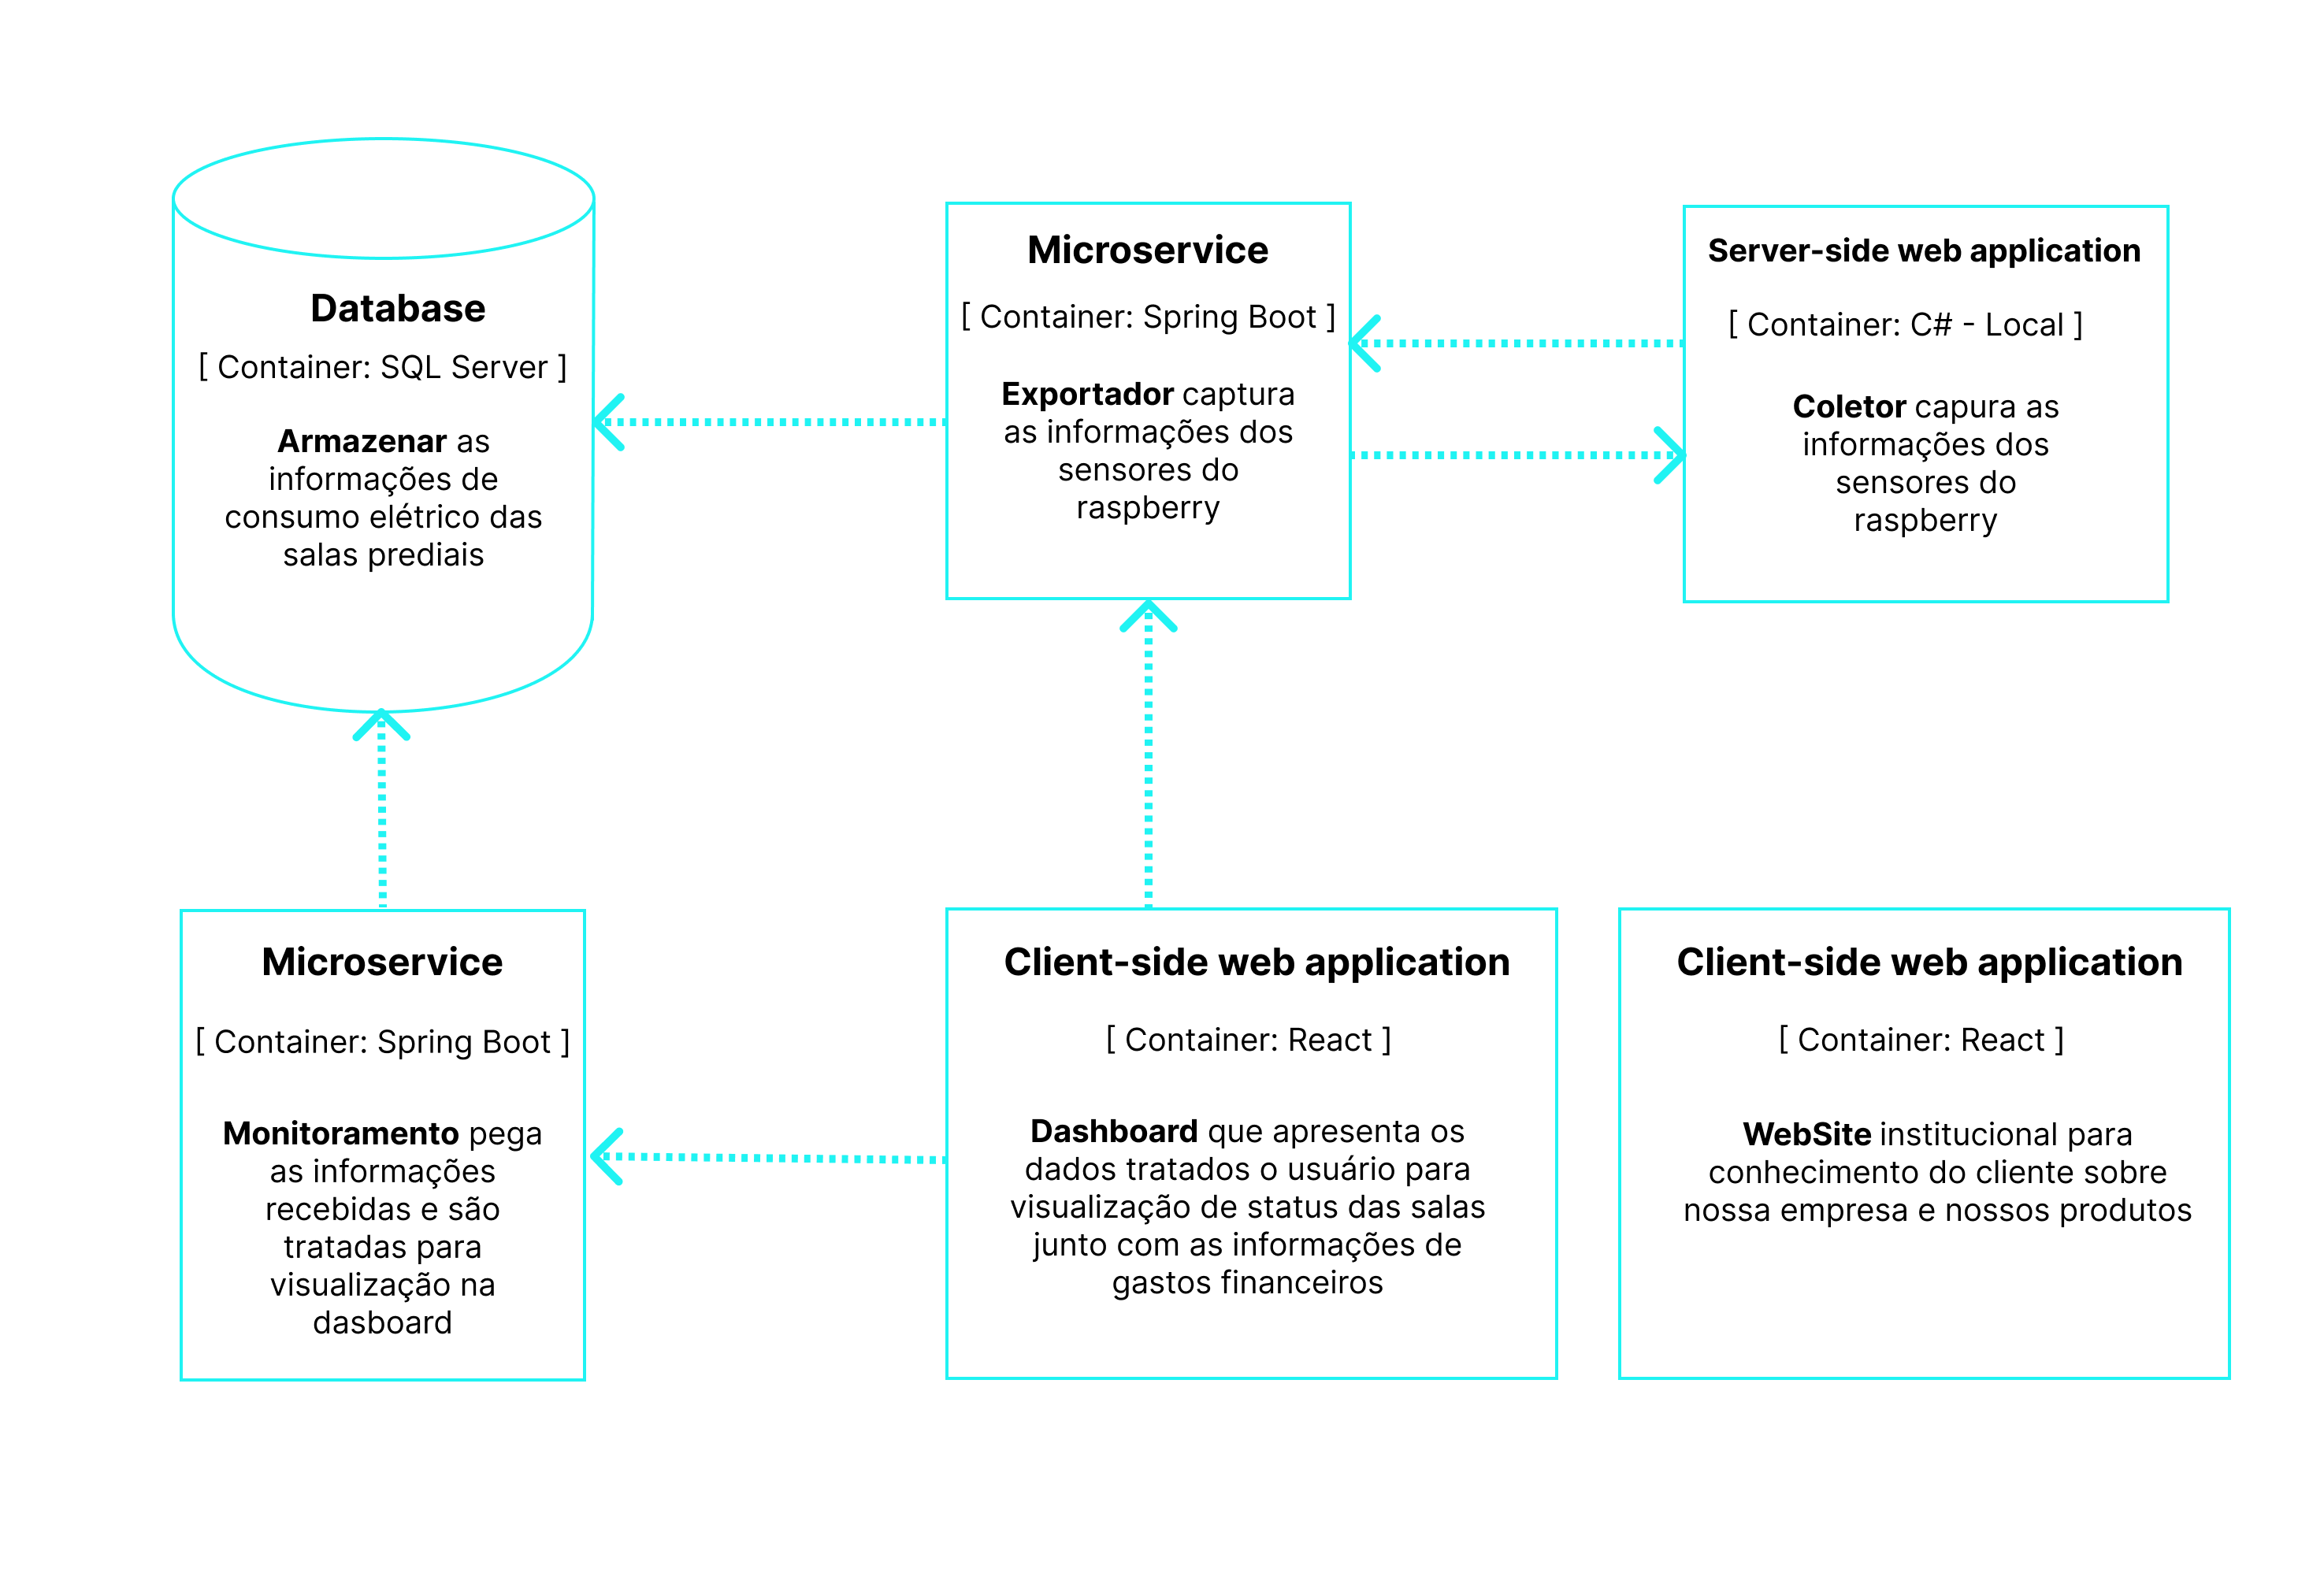 Database
[ Container: SQL Server ]
Armazenar as
informações de
consumo elétrico das
salas prediais
Microservice
[ Container: Spring Boot ]
Exportador captura
as informações dos
sensores do
raspberry
Server-side web application
[ Container: C# - Local ]
Coletor capura as
informações dos
sensores do
raspberry
Microservice
[ Container: Spring Boot ]
Monitoramento pega
as informações
recebidas e são
tratadas para
visualização na
dasboard
Client-side web application
[ Container: React ]
Dashboard que apresenta os
dados tratados o usuário para
visualização de status das salas
junto com as informações de
gastos financeiros
Client-side web application
[ Container: React ]
WebSite institucional para
conhecimento do cliente sobre
nossa empresa e nossos produtos